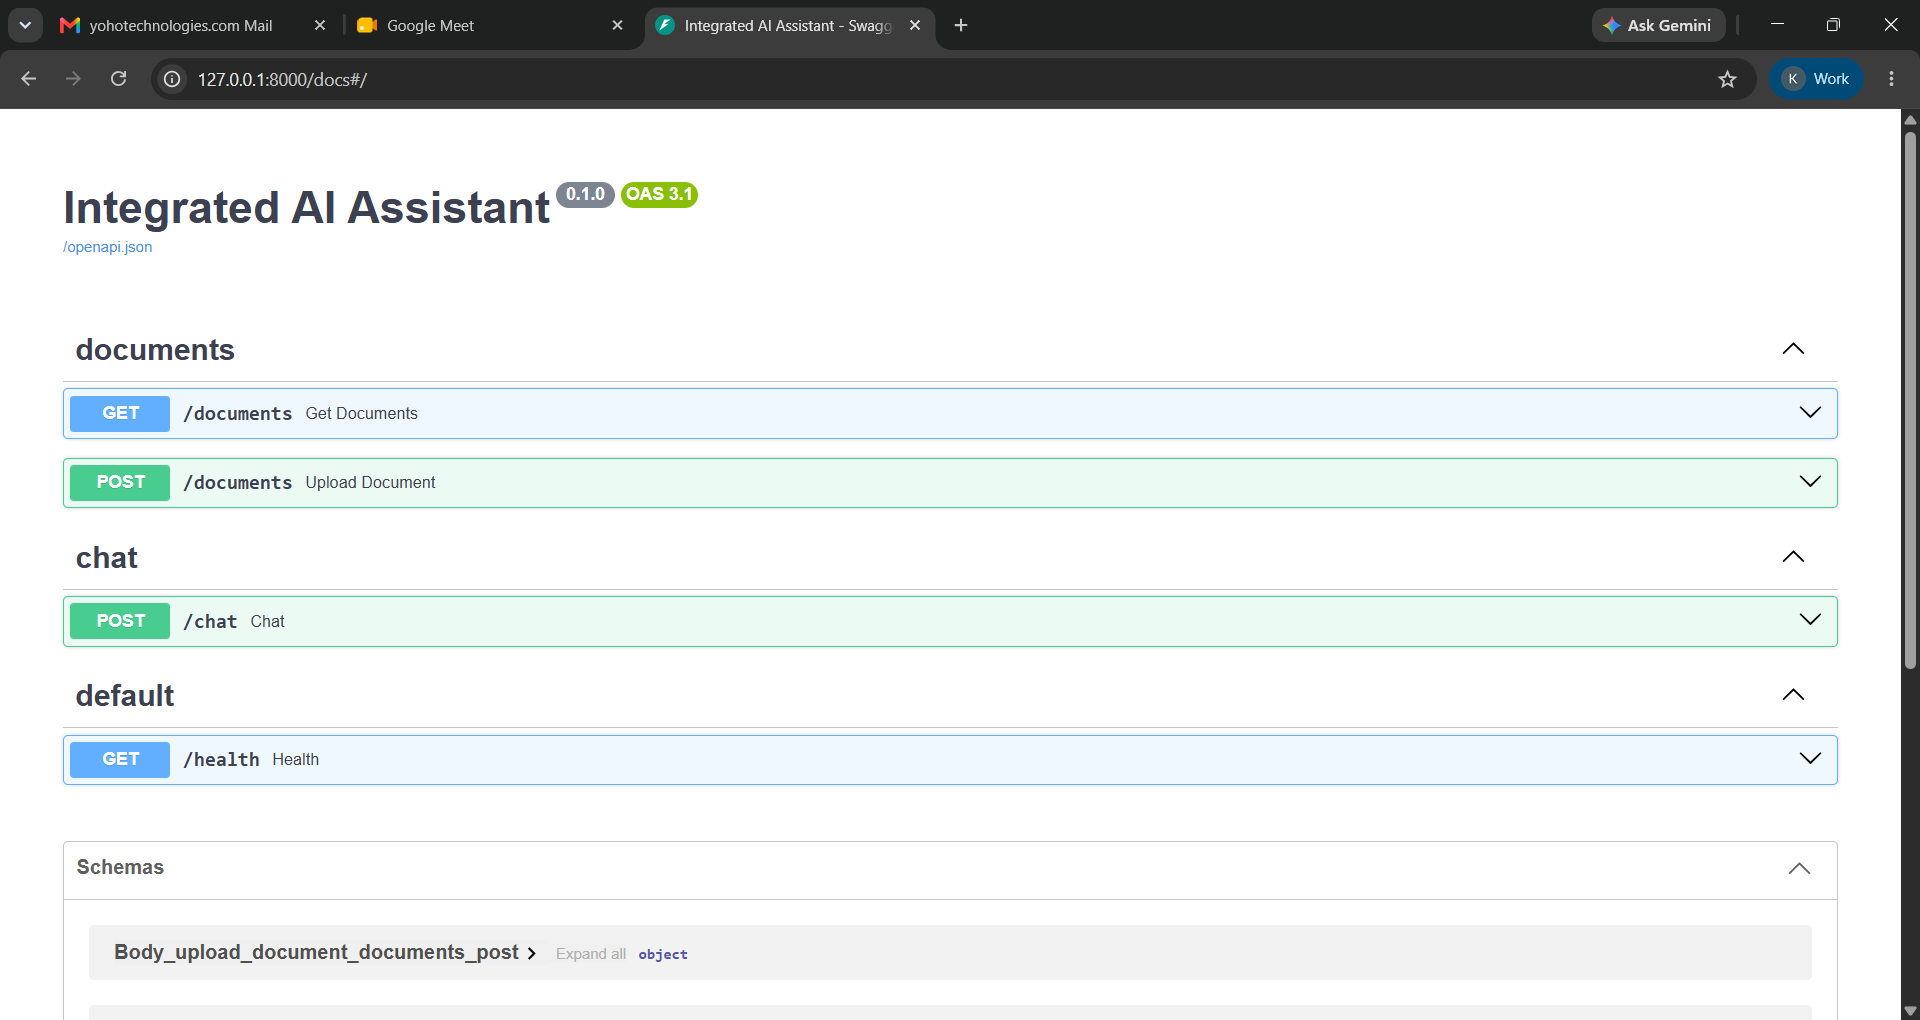 yohotechnologies.com Mail
Google Meet
Integrated AI Assistant - Swagg
Ask Gemini
127.0.0.1:8000/docs#/
K Work
Integrated AI Assistant 0.1.0 OAS 3.1
/openapi.json
documents
GET /documents Get Documents
POST /documents Upload Document
chat
POST /chat Chat
default
GET /health Health
Schemas
Body_upload_document_documents_post Expand all object